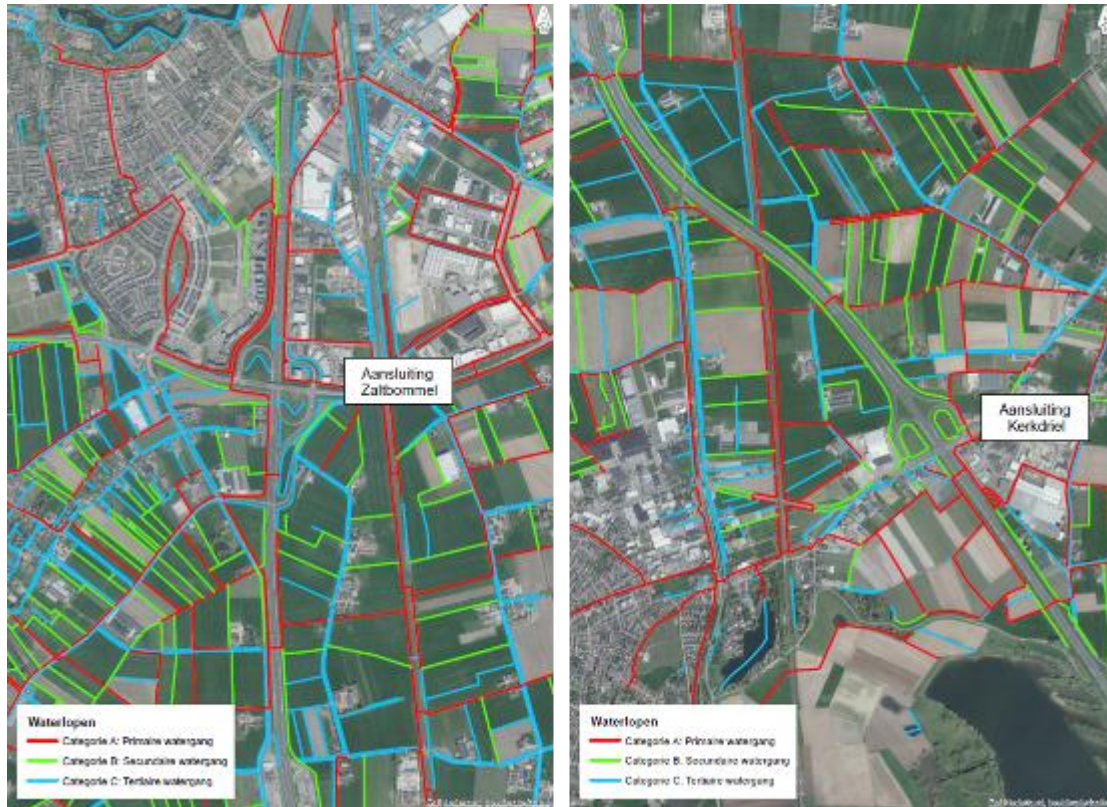 Aansluiting
Zaltbommel
Waterlopen
Categorie A: Primaire watergang
Categorie B: Secundaire watergang
Categorie C: Tertiaire watergang
Aansluiting
Kerkdriel
Waterlopen
Categorie A: Primaire watergang
Categorie B: Secundaire watergang
Categorie C: Tertiaire watergang